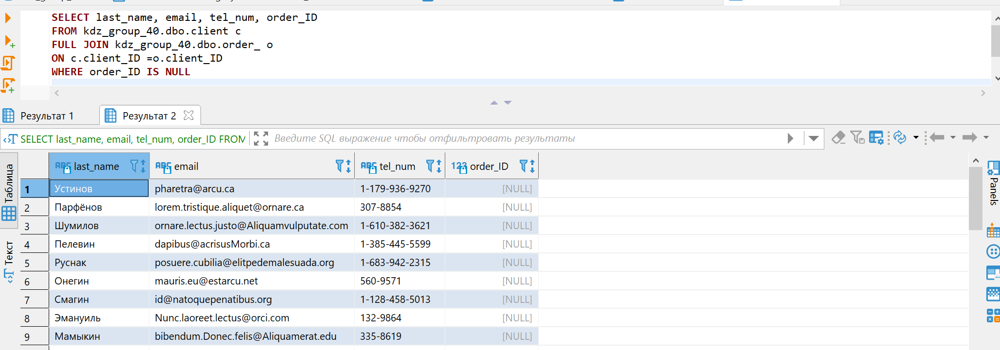 SELECT last_name, email, tel_num, order_ID
FROM kdz_group_40.dbo.client c
FULL JOIN kdz_group_40.dbo.order_ o
ON c.client_ID =o.client_ID
WHERE order_ID IS NULL
Результат 1 Результат 2
SELECT last_name, email, tel_num, order_ID FROM Введите SQL выражение чтобы отфильтровать результаты
Таблица
Текст
ABC last_name ABC email ABC tel_num 123 order_ID
1 Устинов pharetra@arcu.ca 1-179-936-9270 [NULL]
2 Парфёнов lorem.tristique.aliquet@ornare.ca 307-8854 [NULL]
3 Шумилов ornare.lectus.justo@Aliquamvulputate.com 1-610-382-3621 [NULL]
4 Пелевин dapibus@acrisusMorbi.ca 1-385-445-5599 [NULL]
5 Руснак posuere.cubilia@elitpedemalesuada.org 1-683-942-2315 [NULL]
6 Онегин mauris.eu@estarcu.net 560-9571 [NULL]
7 Смагин id@natoquepenatibus.org 1-128-458-5013 [NULL]
8 Эмануиль Nunc.laoreet.lectus@orci.com 132-9864 [NULL]
9 Мамыкин bibendum.Donec.felis@Aliquamerat.edu 335-8619 [NULL]
Panels